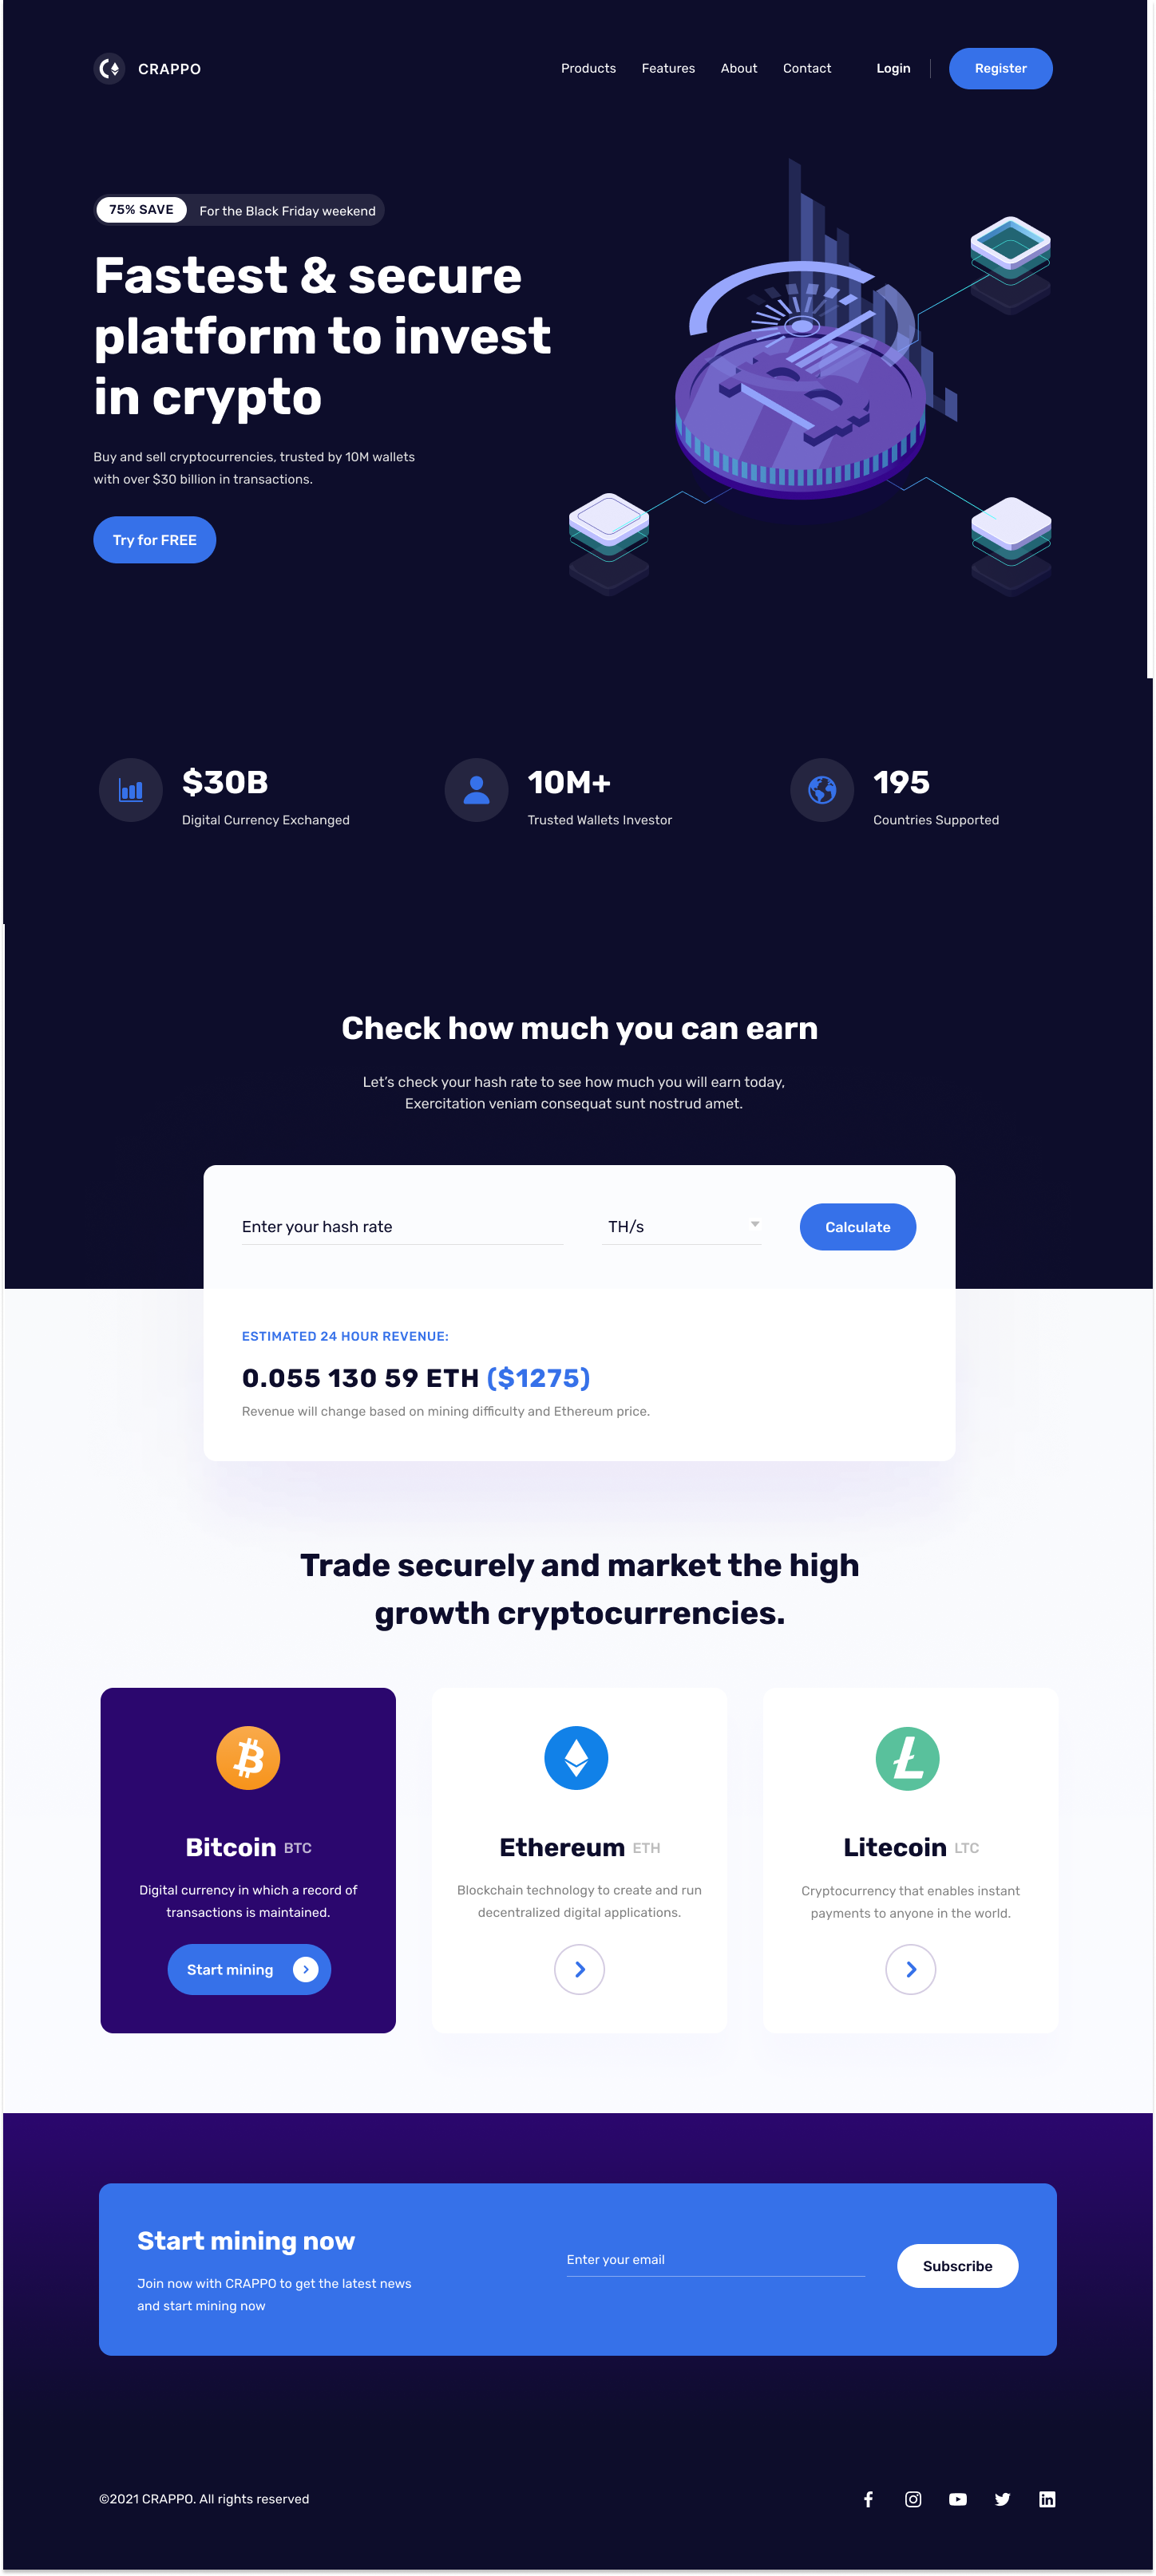 CRAPPO
Products Features About Contact Login Register
75% SAVE For the Black Friday weekend
Fastest & secure
platform to invest
in crypto
Buy and sell cryptocurrencies, trusted by 10M wallets
with over $30 billion in transactions.
Try for FREE
$30B
Digital Currency Exchanged
10M+
Trusted Wallets Investor
195
Countries Supported
Check how much you can earn
Let’s check your hash rate to see how much you will earn today,
Exercitation veniam consequat sunt nostrud amet.
Enter your hash rate TH/s Calculate
ESTIMATED 24 HOUR REVENUE:
0.055 130 59 ETH ($1275)
Revenue will change based on mining difficulty and Ethereum price.
Trade securely and market the high
growth cryptocurrencies.
Bitcoin BTC
Digital currency in which a record of
transactions is maintained.
Start mining
Ethereum ETH
Blockchain technology to create and run
decentralized digital applications.
Litecoin LTC
Cryptocurrency that enables instant
payments to anyone in the world.
Start mining now
Join now with CRAPPO to get the latest news
and start mining now
Enter your email
Subscribe
©2021 CRAPPO. All rights reserved